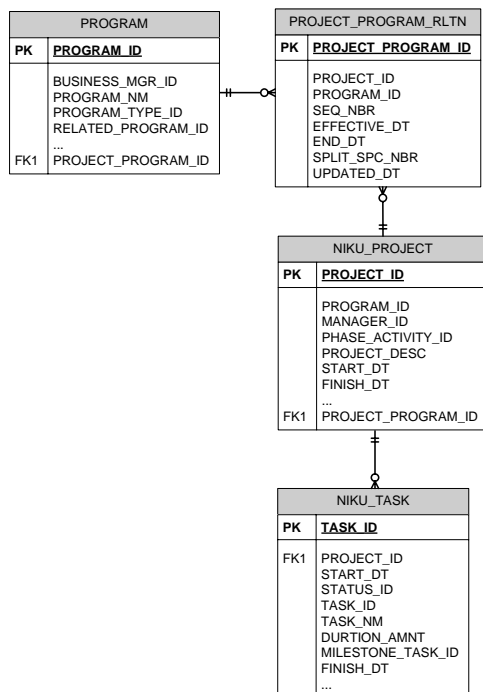 PROGRAM
PK PROGRAM_ID
BUSINESS_MGR_ID
PROGRAM_NM
PROGRAM_TYPE_ID
RELATED_PROGRAM_ID
...
FK1 PROJECT_PROGRAM_ID
PROJECT_PROGRAM_RLTN
PK PROJECT_PROGRAM_ID
PROJECT_ID
PROGRAM_ID
SEQ_NBR
EFFECTIVE_DT
END_DT
SPLIT_SPC_NBR
UPDATED_DT
NIKU_PROJECT
PK PROJECT_ID
PROGRAM_ID
MANAGER_ID
PHASE_ACTIVITY_ID
PROJECT_DESC
START_DT
FINISH_DT
...
FK1 PROJECT_PROGRAM_ID
NIKU_TASK
PK TASK_ID
FK1 PROJECT_ID
START_DT
STATUS_ID
TASK_ID
TASK_NM
DURTION_AMNT
MILESTONE_TASK_ID
FINISH_DT
...